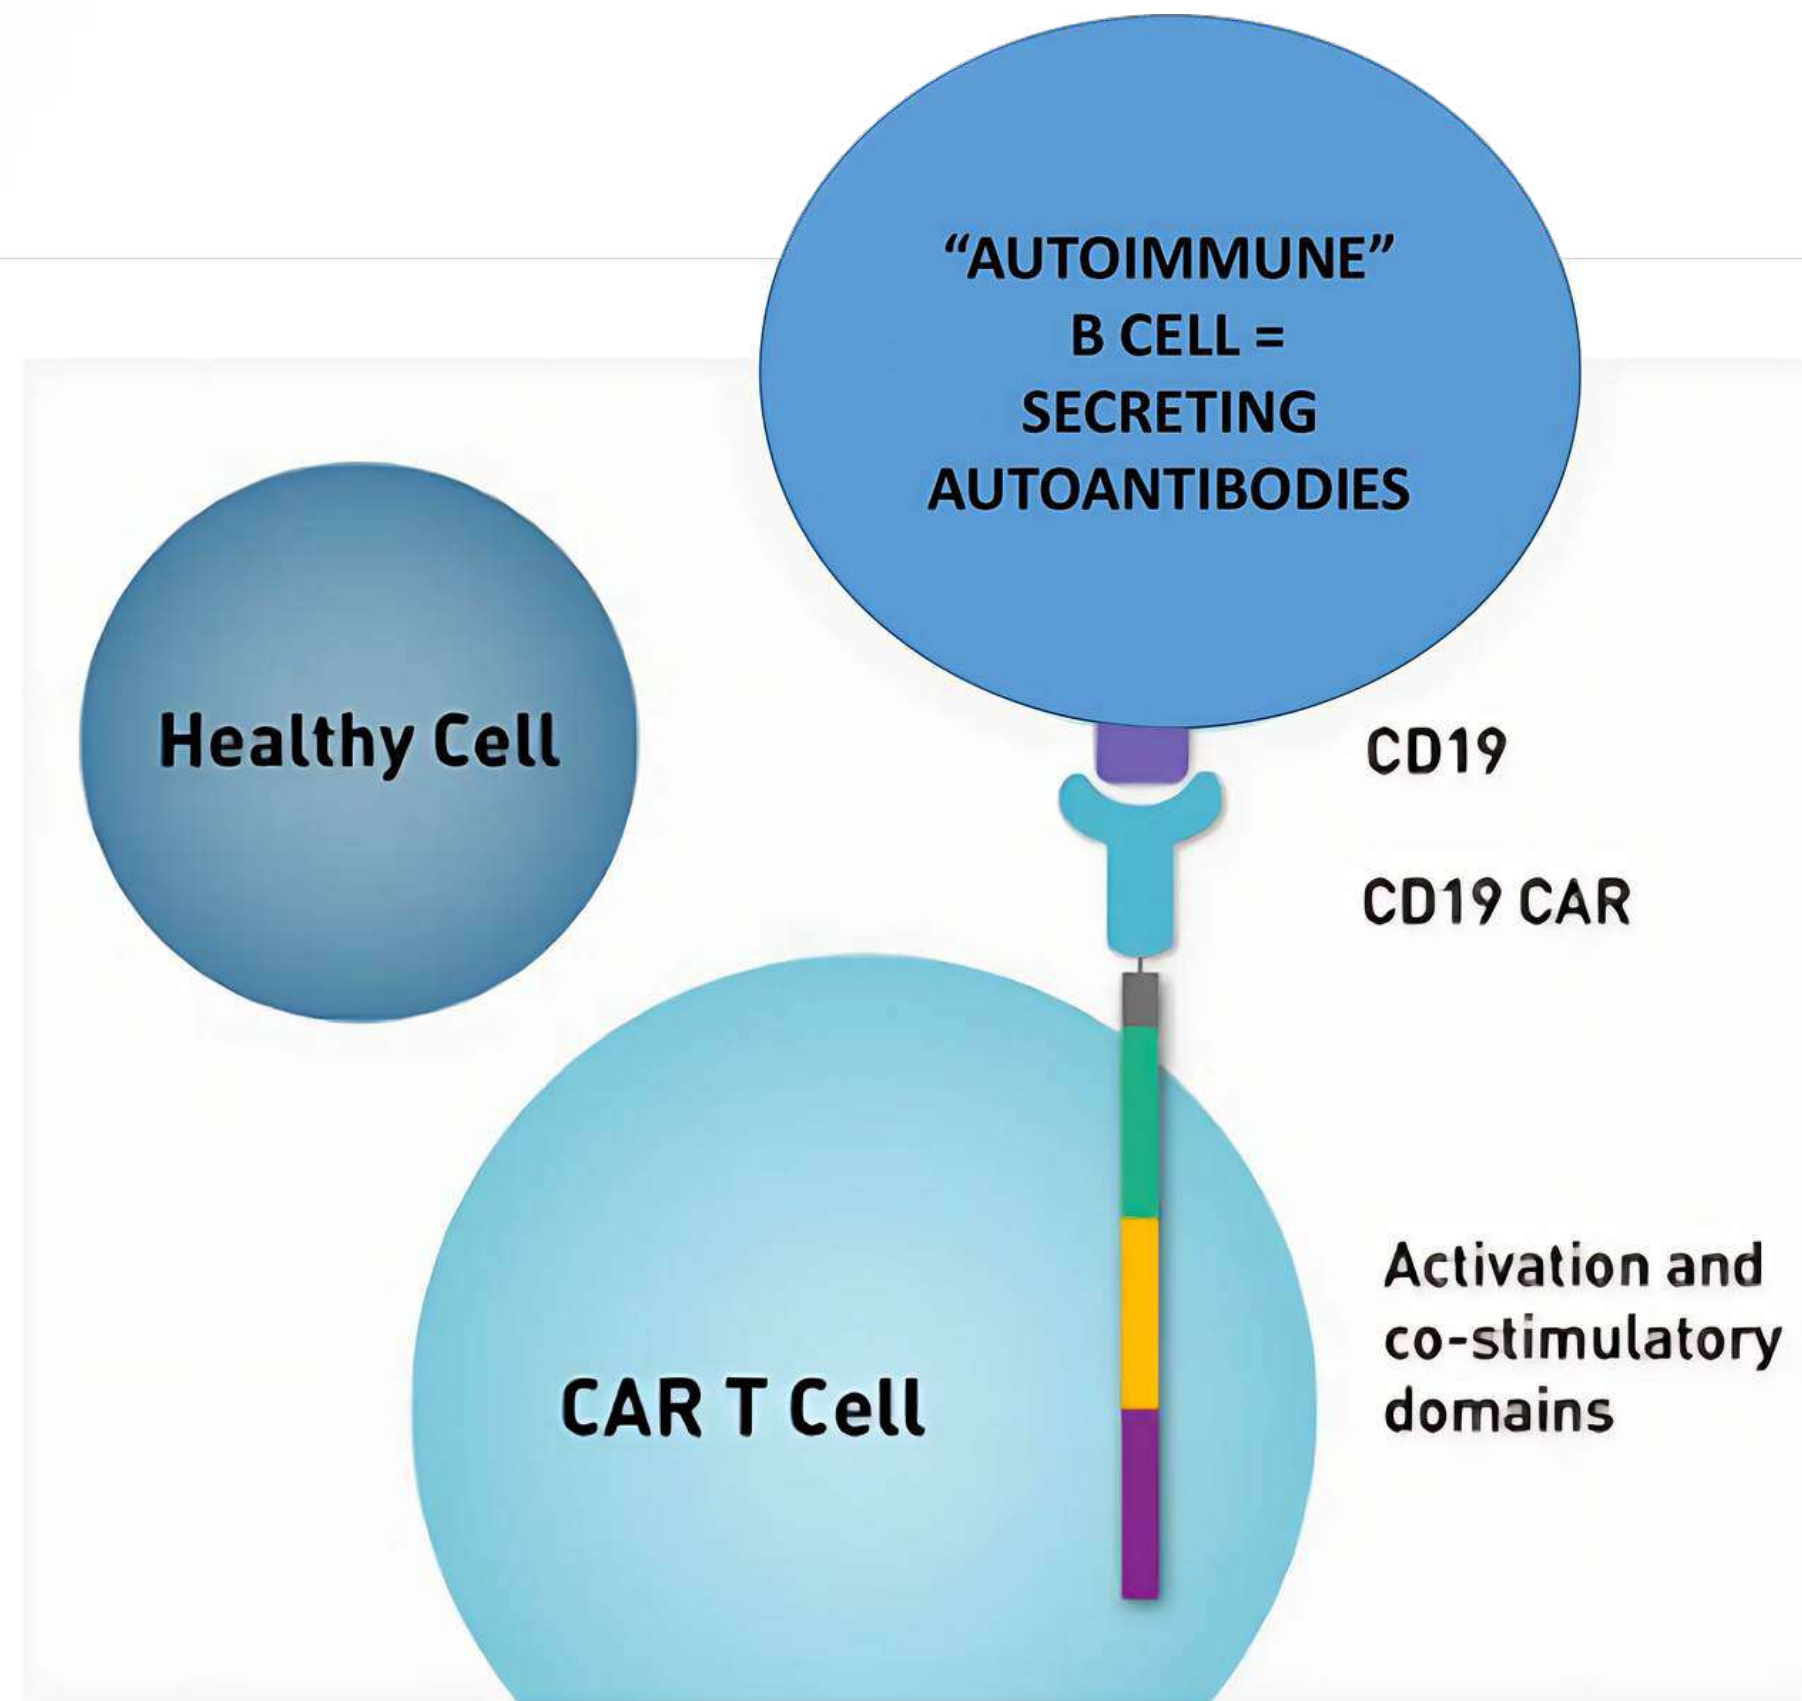 “AUTOIMMUNE”
B CELL =
SECRETING
AUTOANTIBODIES
Healthy Cell
CD19
CD19 CAR
Activation and
co-stimulatory
domains
CAR T Cell